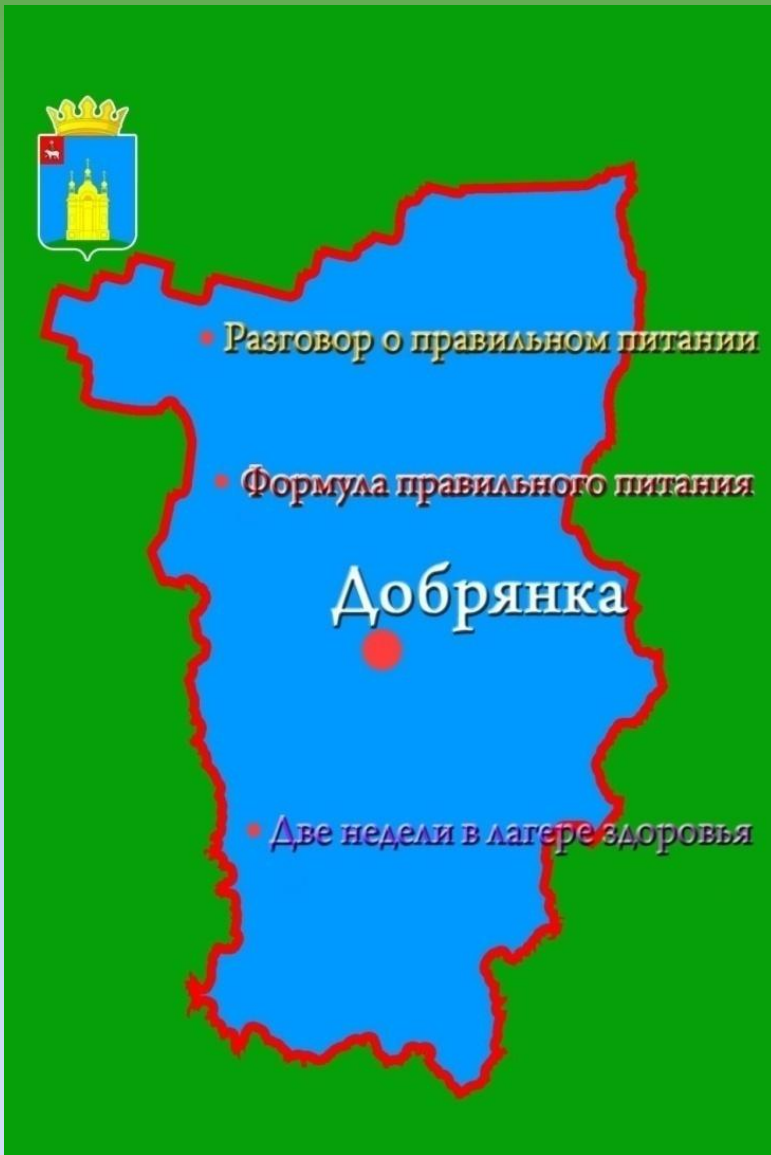 Разговор о правильном питании
Формула правильного питания
Добрянка
Две недели в лагере здоровья